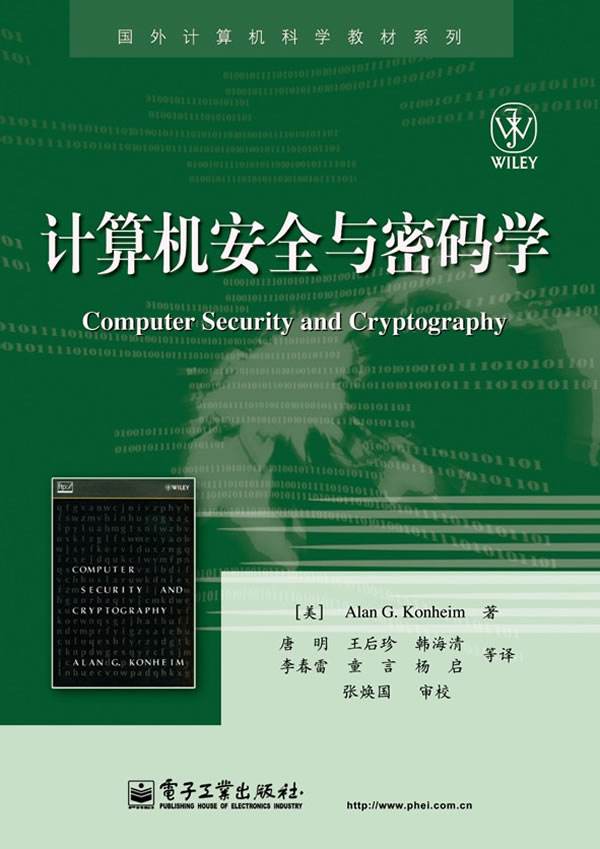 国外计算机科学教材系列
WILEY
计算机安全与密码学
Computer Security and Cryptography
WILEY
COMPUTER
SECURITY AND
CRYPTOGRAPHY
ALAN G. KONHEIM
[美] Alan G. Konheim 著
唐 明 王后珍 韩海清
李春雷 童 言 杨 启 等译
张焕国 审校
電子工業出版社
PUBLISHING HOUSE OF ELECTRONICS INDUSTRY
http://www.phei.com.cn